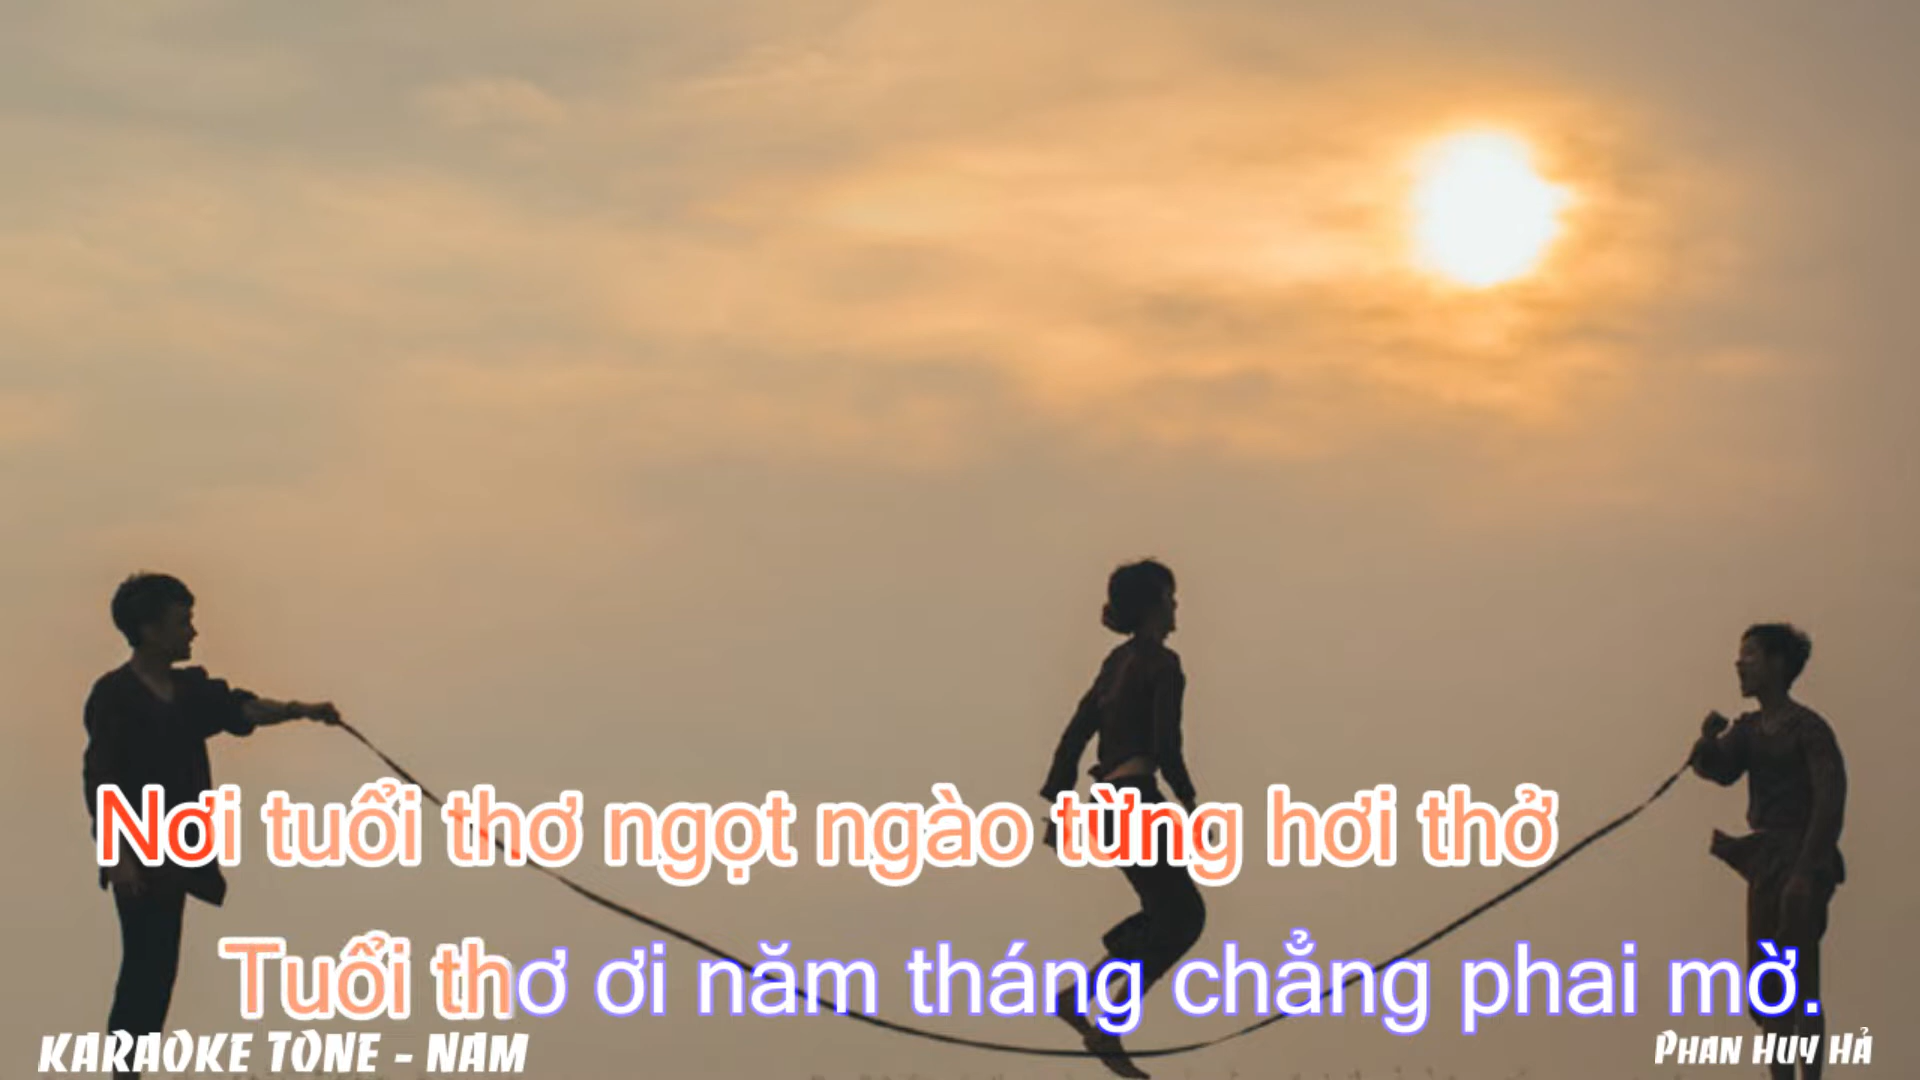 Nơi tuổi thơ ngọt ngào từng hơi thở
Tuổi thơ ơi năm tháng chẳng phai mờ.
KARAOKE TONE - NAM
PHAN HUY HẢ